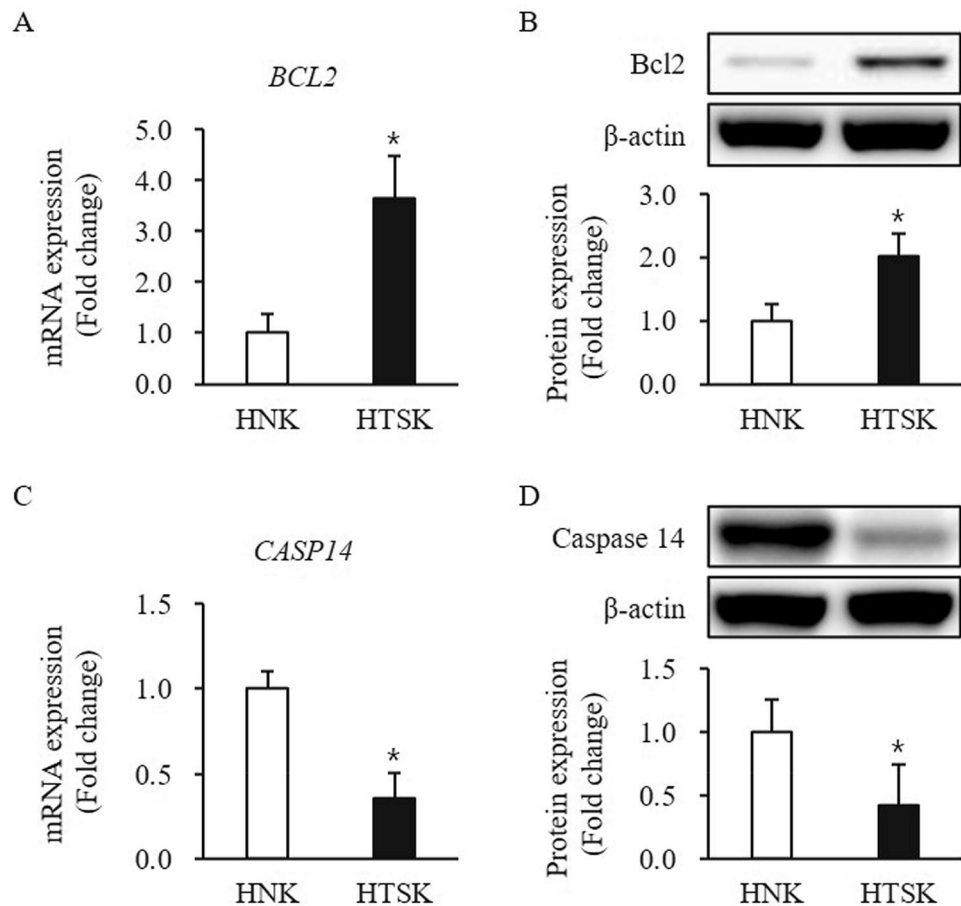 A
BCL2
mRNA expression
(Fold change)
5.0
4.0
3.0
2.0
1.0
0.0
*
HNK HTSK
B
Bcl2
β-actin
Protein expression
(Fold change)
3.0
2.0
1.0
0.0
*
HNK HTSK
C
CASP14
mRNA expression
(Fold change)
1.5
1.0
0.5
0.0
*
HNK HTSK
D
Caspase 14
β-actin
Protein expression
(Fold change)
1.5
1.0
0.5
0.0
*
HNK HTSK